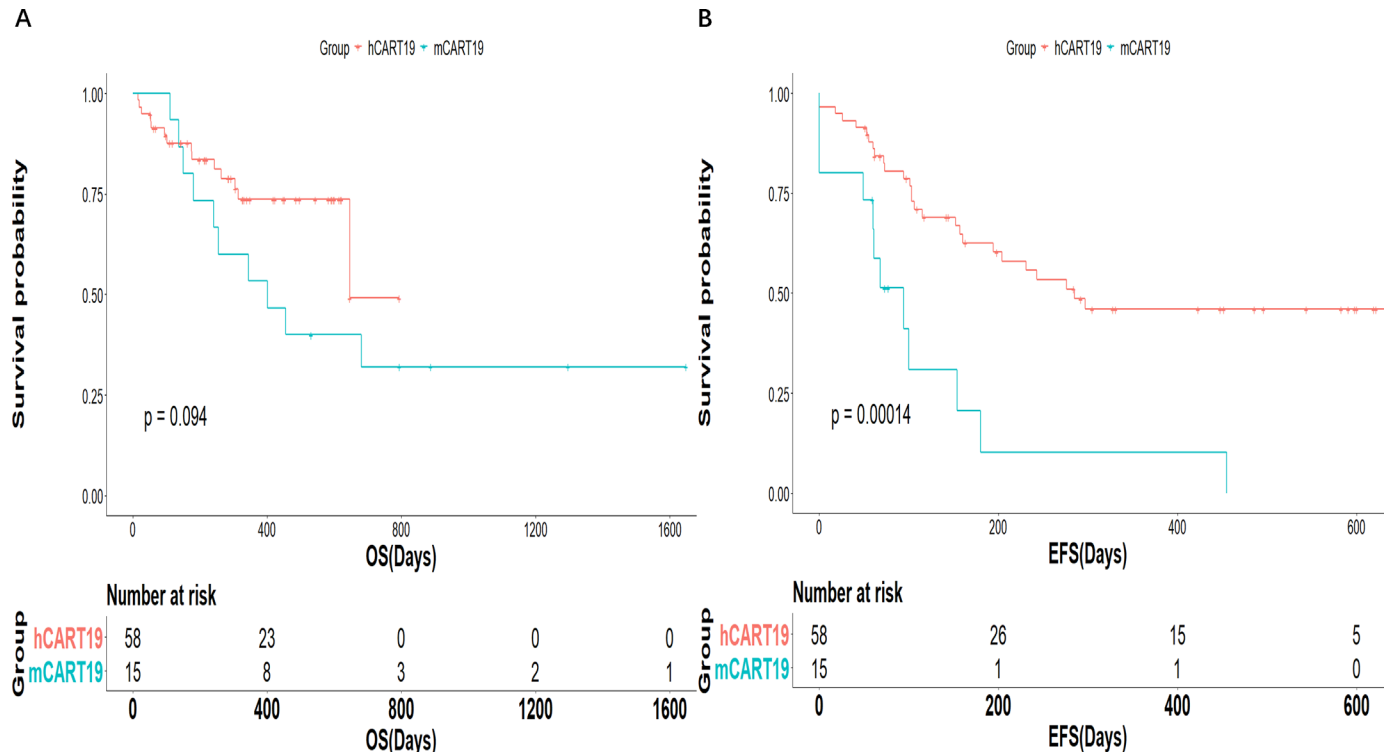 A
Group hCART19 mCART19
Survival probability
1.00
0.75
0.50
0.25
0.00
p = 0.094
0 400 800 1200 1600
OS(Days)
Number at risk
Group
hCART19 58 23 0 0 0
mCART19 15 8 3 2 1
0 400 800 1200 1600
OS(Days)
B
Group hCART19 mCART19
Survival probability
1.00
0.75
0.50
0.25
0.00
p = 0.00014
0 200 400 600
EFS(Days)
Number at risk
Group
hCART19 58 26 15 5
mCART19 15 1 1 0
0 200 400 600
EFS(Days)